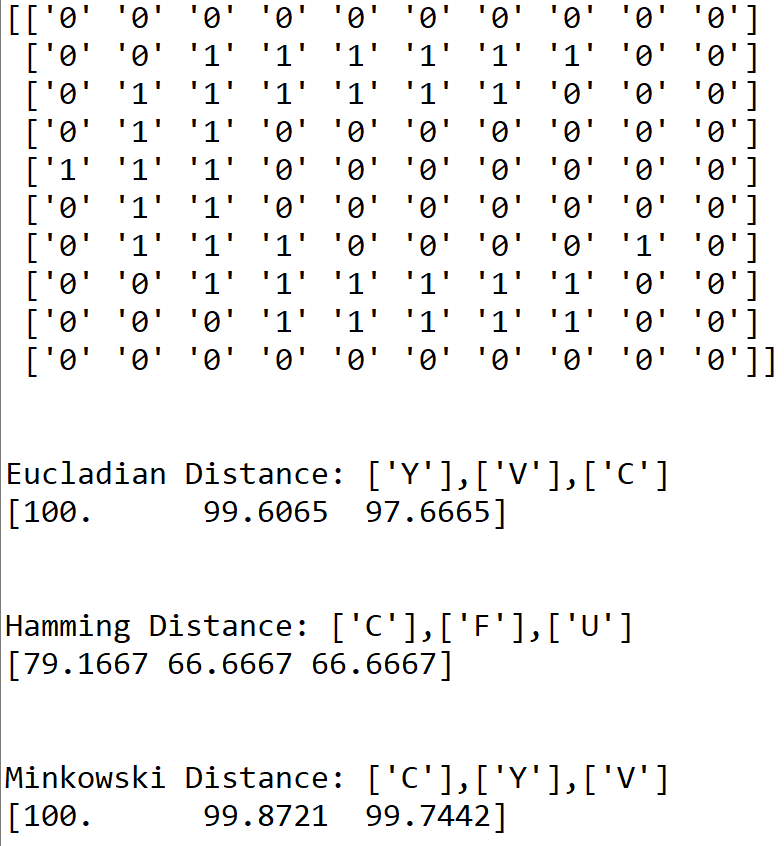 [['0' '0' '0' '0' '0' '0' '0' '0' '0' '0']
['0' '0' '1' '1' '1' '1' '1' '1' '0' '0']
['0' '1' '1' '1' '1' '1' '1' '0' '0' '0']
['0' '1' '1' '0' '0' '0' '0' '0' '0' '0']
['1' '1' '1' '0' '0' '0' '0' '0' '0' '0']
['0' '1' '1' '0' '0' '0' '0' '0' '0' '0']
['0' '1' '1' '1' '0' '0' '0' '0' '1' '0']
['0' '0' '1' '1' '1' '1' '1' '1' '0' '0']
['0' '0' '0' '1' '1' '1' '1' '1' '0' '0']
['0' '0' '0' '0' '0' '0' '0' '0' '0' '0']]
Eucladian Distance: ['Y'],['V'],['C']
[100. 99.6065 97.6665]
Hamming Distance: ['C'],['F'],['U']
[79.1667 66.6667 66.6667]
Minkowski Distance: ['C'],['Y'],['V']
[100. 99.8721 99.7442]